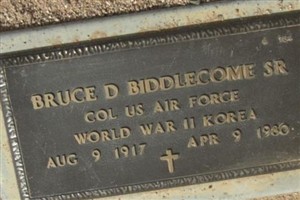 BRUCE D BIDDLECOME SR
COL US AIR FORCE
WORLD WAR II KOREA
AUG 9 1917 APR 9 1986